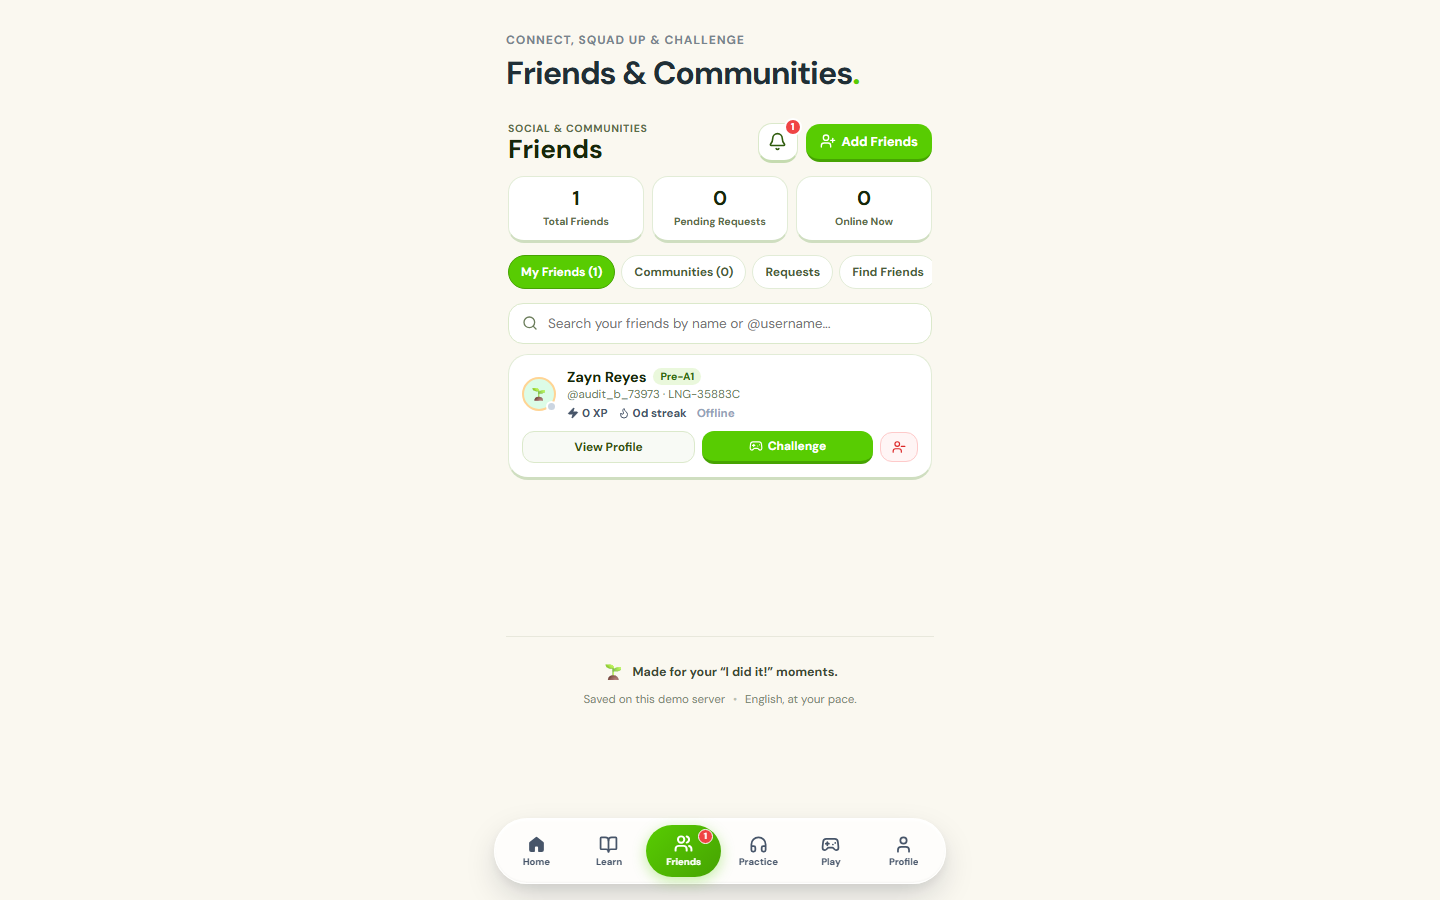 CONNECT, SQUAD UP & CHALLENGE
Friends & Communities.
SOCIAL & COMMUNITIES
Friends
1
Add Friends
1
Total Friends
0
Pending Requests
0
Online Now
My Friends (1)
Communities (0)
Requests
Find Friends
Search your friends by name or @username...
Zayn Reyes
Pre-A1
@audit_b_73973 · LNG-35883C
0 XP
0d streak
Offline
View Profile
Challenge
Made for your “I did it!” moments.
Saved on this demo server • English, at your pace.
Home
Learn
1
Friends
Practice
Play
Profile